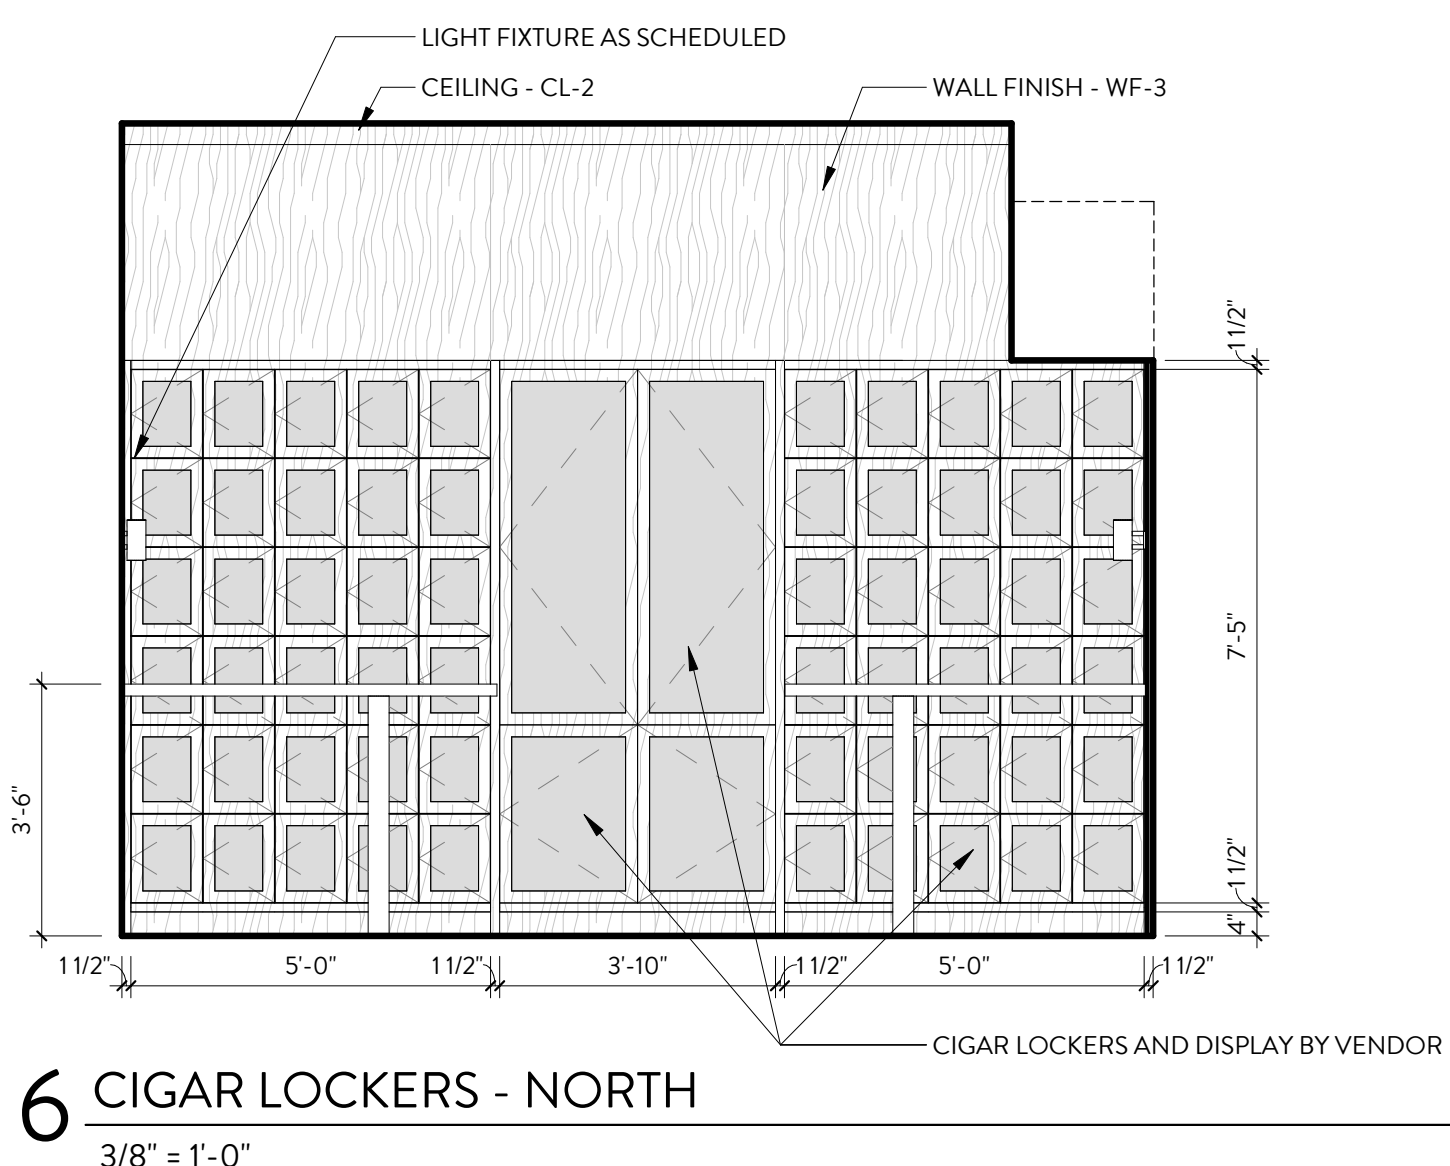 LIGHT FIXTURE AS SCHEDULED
CEILING - CL-2
WALL FINISH - WF-3
1 1/2"
7'-5"
3'-6"
1 1/2"
4"
1 1/2"
5'-0"
1 1/2"
3'-10"
1 1/2"
5'-0"
1 1/2"
CIGAR LOCKERS AND DISPLAY BY VENDOR
6 CIGAR LOCKERS - NORTH
3/8" = 1'-0"